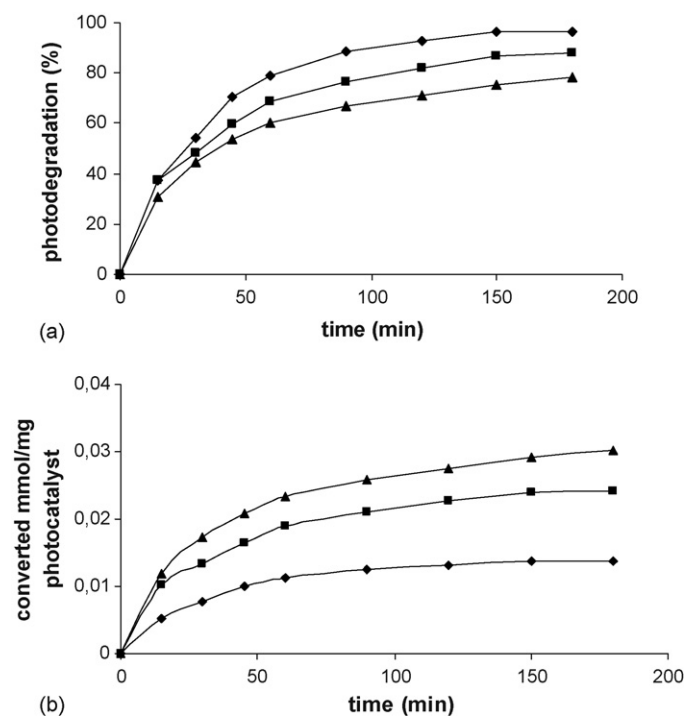 100
80
60
40
20
0
photodegradation (%)
0 50 100 150 200
time (min)
(a)
0,04
0,03
0,02
0,01
0
converted mmol/mg
photocatalyst
0 50 100 150 200
time (min)
(b)